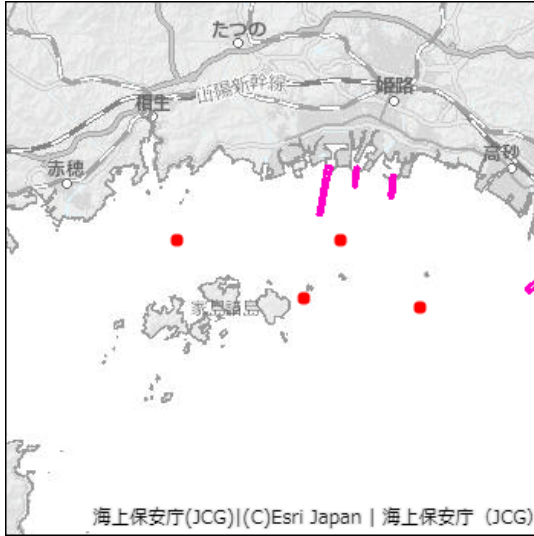 たつの
山陽新幹線
姫路
相生
高砂
赤穂
家島諸島
海上保安庁(JCG)|(C)Esri Japan | 海上保安庁 (JCG)